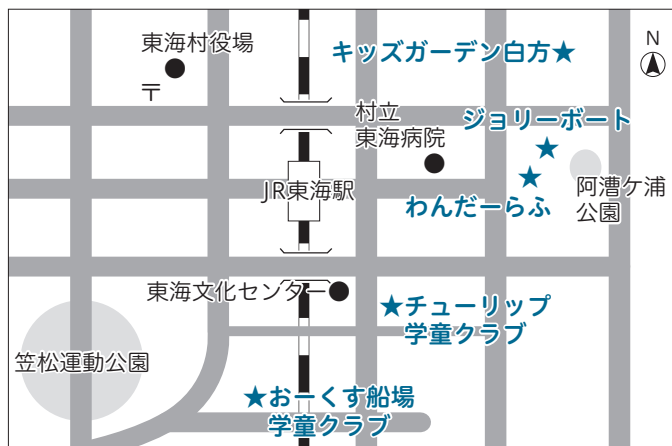 東海村役場
〒
キッズガーデン白方★
N
村立
東海病院
ジョリーボート
★
★
わんだーらふ
阿漕ケ浦
公園
JR東海駅
東海文化センター
★チューリップ
学童クラブ
笠松運動公園
★おーくす船場
学童クラブ